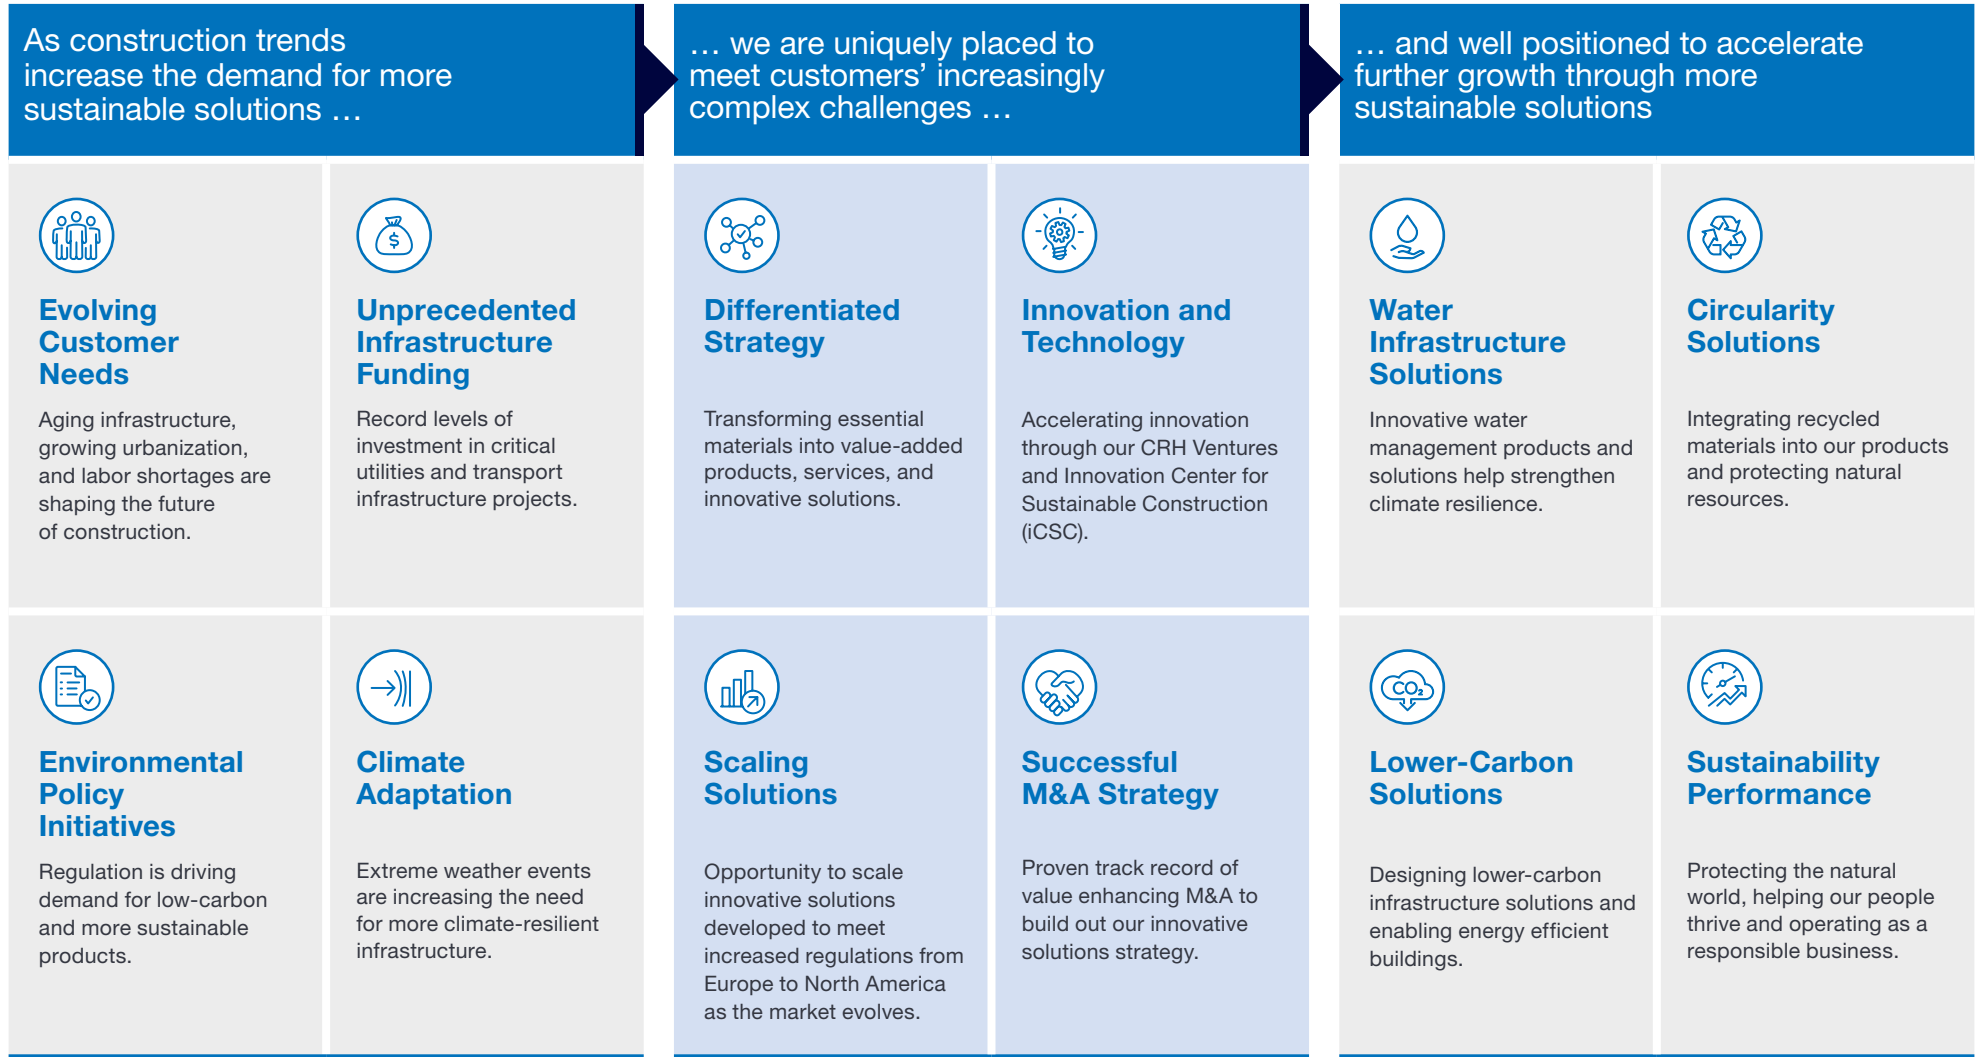 As construction trends
increase the demand for more
sustainable solutions …
… we are uniquely placed to
meet customers’ increasingly
complex challenges …
… and well positioned to accelerate
further growth through more
sustainable solutions
Evolving
Customer
Needs
Aging infrastructure,
growing urbanization,
and labor shortages are
shaping the future
of construction.
$
Unprecedented
Infrastructure
Funding
Record levels of
investment in critical
utilities and transport
infrastructure projects.
Differentiated
Strategy
Transforming essential
materials into value-added
products, services, and
innovative solutions.
Innovation and
Technology
Accelerating innovation
through our CRH Ventures
and Innovation Center for
Sustainable Construction
(iCSC).
Water
Infrastructure
Solutions
Innovative water
management products and
solutions help strengthen
climate resilience.
Circularity
Solutions
Integrating recycled
materials into our products
and protecting natural
resources.
Environmental
Policy
Initiatives
Regulation is driving
demand for low-carbon
and more sustainable
products.
Climate
Adaptation
Extreme weather events
are increasing the need
for more climate-resilient
infrastructure.
Scaling
Solutions
Opportunity to scale
innovative solutions
developed to meet
increased regulations from
Europe to North America
as the market evolves.
Successful
M&A Strategy
Proven track record of
value enhancing M&A to
build out our innovative
solutions strategy.
CO₂
Lower-Carbon
Solutions
Designing lower-carbon
infrastructure solutions and
enabling energy efficient
buildings.
Sustainability
Performance
Protecting the natural
world, helping our people
thrive and operating as a
responsible business.